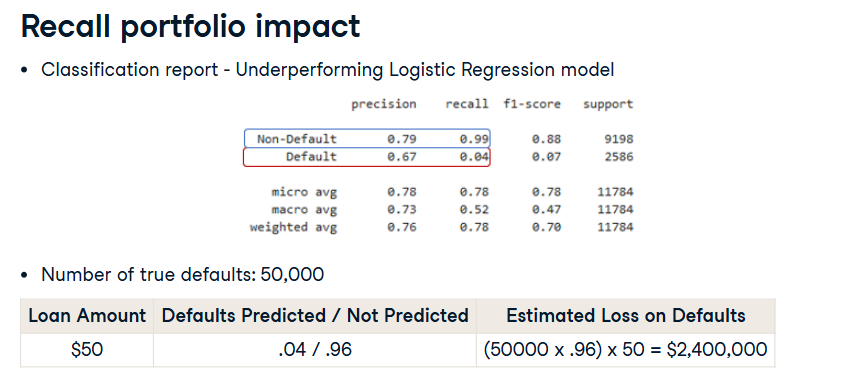 Recall portfolio impact
• Classification report - Underperforming Logistic Regression model
precision recall f1-score support
Non-Default 0.79 0.99 0.88 9198
Default 0.67 0.04 0.07 2586
micro avg 0.78 0.78 0.78 11784
macro avg 0.73 0.52 0.47 11784
weighted avg 0.76 0.78 0.70 11784
• Number of true defaults: 50,000
Loan Amount Defaults Predicted / Not Predicted Estimated Loss on Defaults
$50 .04 / .96 (50000 x .96) x 50 = $2,400,000